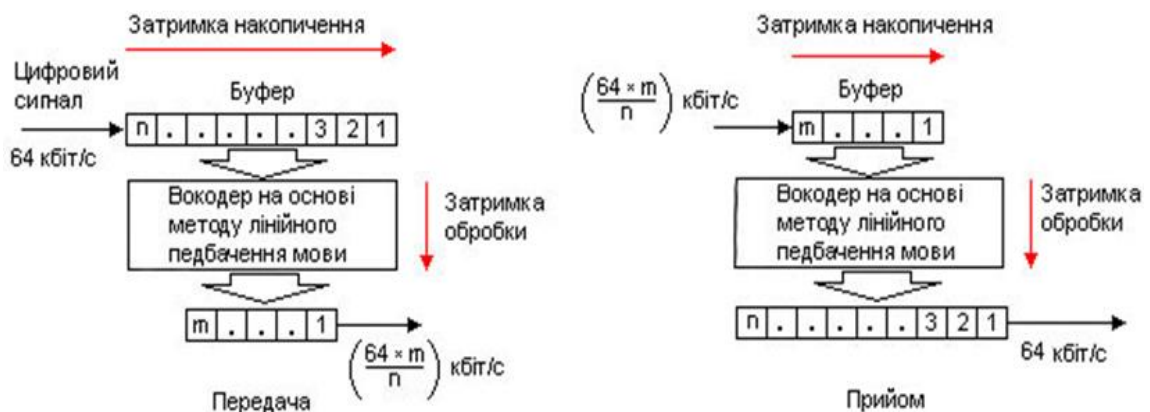 Затримка накопичення
Цифровий
сигнал
Буфер
64 кбіт/с
n . . . . . 3 2 1
Вокодер на основі
методу лінійного
педбачення мови
Затримка
обробки
m . . . 1
(64 × m / n) кбіт/с
Передача
Затримка накопичення
(64 × m / n) кбіт/с
Буфер
m . . . 1
Вокодер на основі
методу лінійного
педбачення мови
Затримка
обробки
n . . . . . 3 2 1
64 кбіт/с
Прийом